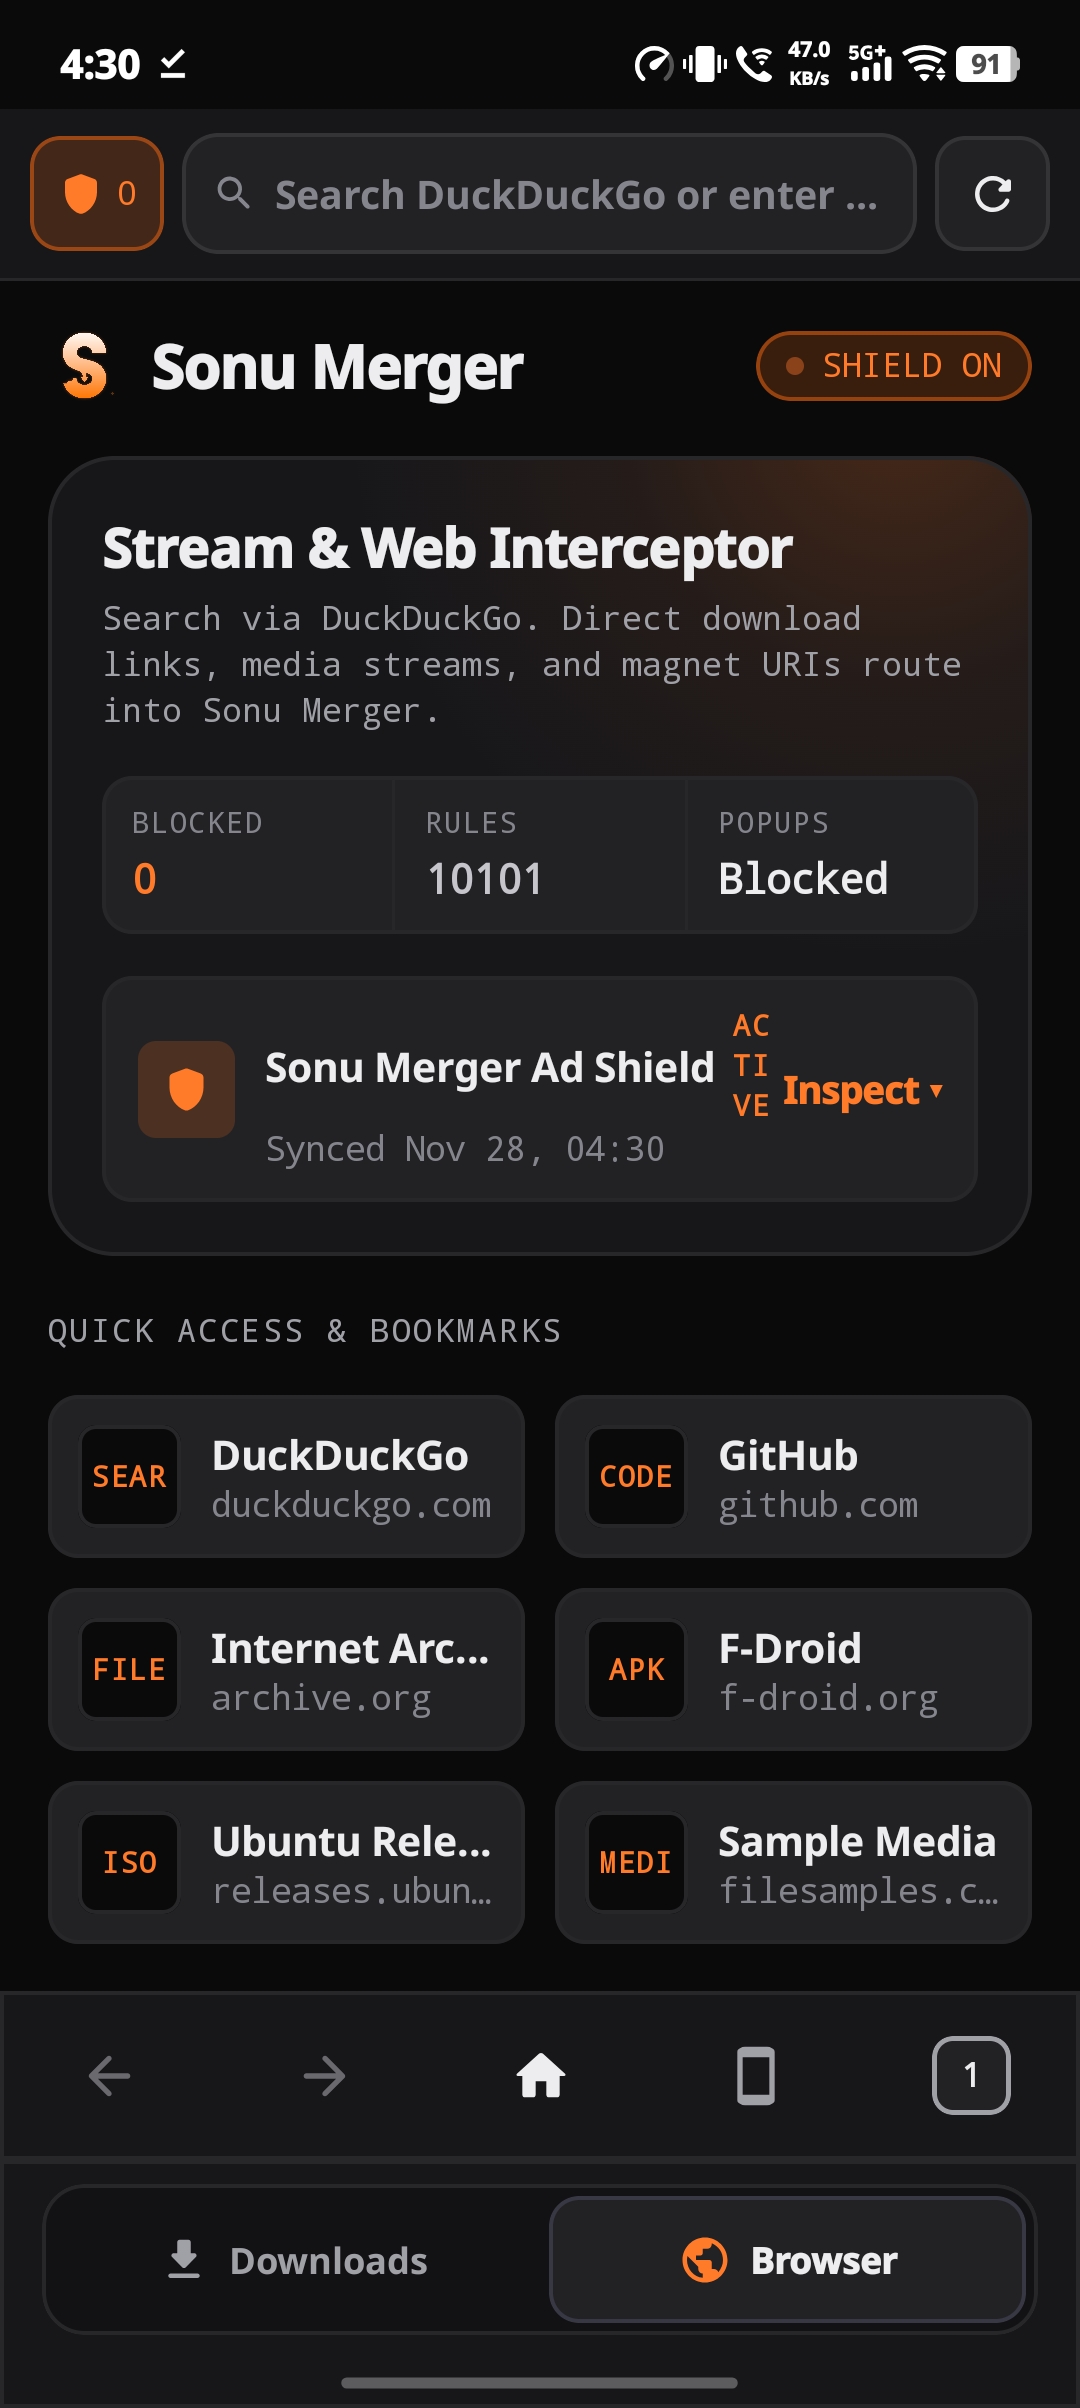 4:30
47.0
KB/s
5G+
91
0
Search DuckDuckGo or enter ...
S
Sonu Merger
SHIELD ON
Stream & Web Interceptor
Search via DuckDuckGo. Direct download
links, media streams, and magnet URIs route
into Sonu Merger.
BLOCKED
0
RULES
10101
POPUPS
Blocked
Sonu Merger Ad Shield
AC
TI
VE
Inspect ▾
Synced Nov 28, 04:30
QUICK ACCESS & BOOKMARKS
SEAR
DuckDuckGo
duckduckgo.com
CODE
GitHub
github.com
FILE
Internet Arc...
archive.org
APK
F-Droid
f-droid.org
ISO
Ubuntu Rele...
releases.ubun…
MEDI
Sample Media
filesamples.c…
1
Downloads
Browser